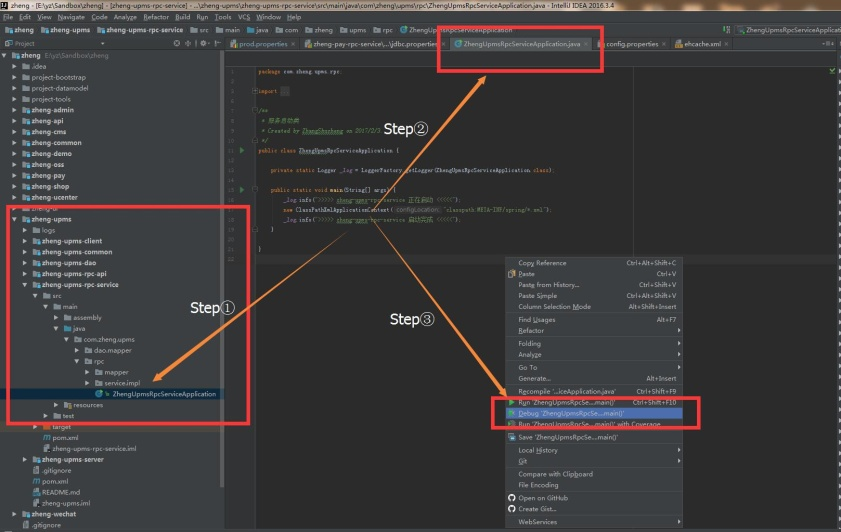 zheng - [E:\yz\Sandbox\zheng] - [zheng-upms-rpc-service] - ...\zheng-upms\zheng-upms-rpc-service\src\main\java\com\zheng\upms\rpc\ZhengUpmsRpcServiceApplication.java - IntelliJ IDEA 2016.3.4
File Edit View Navigate Code Analyze Refactor Build Run Tools VCS Window Help
zheng zheng-upms zheng-upms-rpc-service src main java com zheng upms rpc ZhengUpmsRpcServiceApplication
ZhengUpmsRpcServiceApplication
Project
prod.properties
zheng-pay-rpc-service\...\jdbc.properties
ZhengUpmsRpcServiceApplication.java
config.properties
ehcache.xml
zheng E:\yz\Sandbox\zheng
.idea
project-bootstrap
project-datamodel
project-tools
zheng-admin
zheng-api
zheng-cms
zheng-common
zheng-demo
zheng-oss
zheng-pay
zheng-shop
zheng-ucenter
zheng-upms
logs
zheng-upms-client
zheng-upms-common
zheng-upms-dao
zheng-upms-rpc-api
zheng-upms-rpc-service
src
main
assembly
java
com.zheng.upms
dao.mapper
rpc
mapper
service.impl
ZhengUpmsRpcServiceApplication
resources
test
target
pom.xml
zheng-upms-rpc-service.iml
zheng-upms-server
.gitignore
pom.xml
README.md
zheng-upms.iml
zheng-wechat
.gitignore
package com.zheng.upms.rpc;
import ...
/**
* 服务启动类
* Created by ZhangShuzheng on 2017/2/3.
*/
public class ZhengUpmsRpcServiceApplication {
private static Logger _log = LoggerFactory.getLogger(ZhengUpmsRpcServiceApplication.class);
public static void main(String[] args) {
_log.info(">>>>> zheng-upms-rpc-service 正在启动 <<<<<");
new ClassPathXmlApplicationContext( configLocation: "classpath:META-INF/spring/*.xml");
_log.info(">>>>> zheng-upms-rpc-service 启动完成 <<<<<");
}
}
Step①
Step②
Step③
Copy Reference Ctrl+Alt+Shift+C
Paste Ctrl+V
Paste from History... Ctrl+Shift+V
Paste Simple Ctrl+Alt+Shift+V
Column Selection Mode Alt+Shift+Insert
Find Usages Alt+F7
Refactor
Folding
Analyze
Go To
Generate... Alt+Insert
Recompile '...iceApplication.java' Ctrl+Shift+F9
Run 'ZhengUpmsRpcSe....main()' Ctrl+Shift+F10
Debug 'ZhengUpmsRpcSe....main()'
Run 'ZhengUpmsRpcSe....main()' with Coverage
Save 'ZhengUpmsRpcSe....main()'
Local History
Git
Compare with Clipboard
File Encoding
Open on GitHub
Create Gist...
WebServices